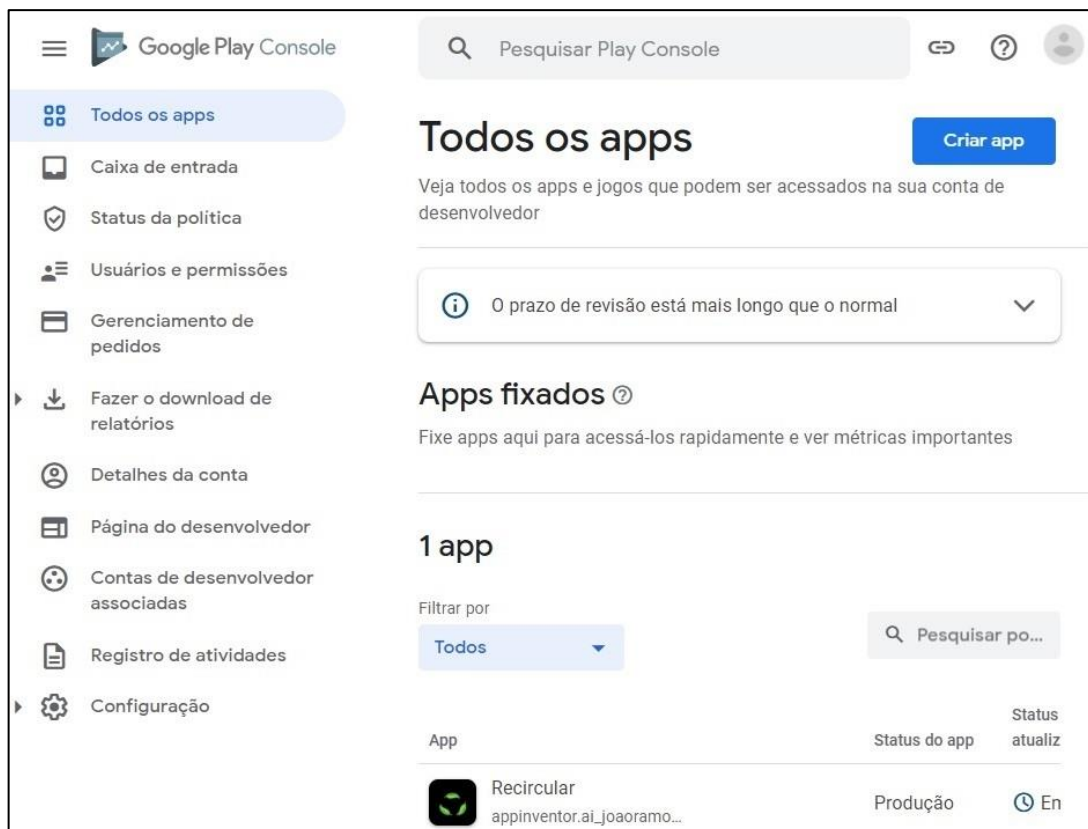 Google Play Console
Pesquisar Play Console
Todos os apps
Caixa de entrada
Status da política
Usuários e permissões
Gerenciamento de
pedidos
Fazer o download de
relatórios
Detalhes da conta
Página do desenvolvedor
Contas de desenvolvedor
associadas
Registro de atividades
Configuração
Todos os apps
Criar app
Veja todos os apps e jogos que podem ser acessados na sua conta de
desenvolvedor
O prazo de revisão está mais longo que o normal
Apps fixados
Fixe apps aqui para acessá-los rapidamente e ver métricas importantes
1 app
Filtrar por
Todos
Pesquisar po...
App
Status do app
Status
atualiz
Recircular
appinventor.ai_joaoramo...
Produção
En